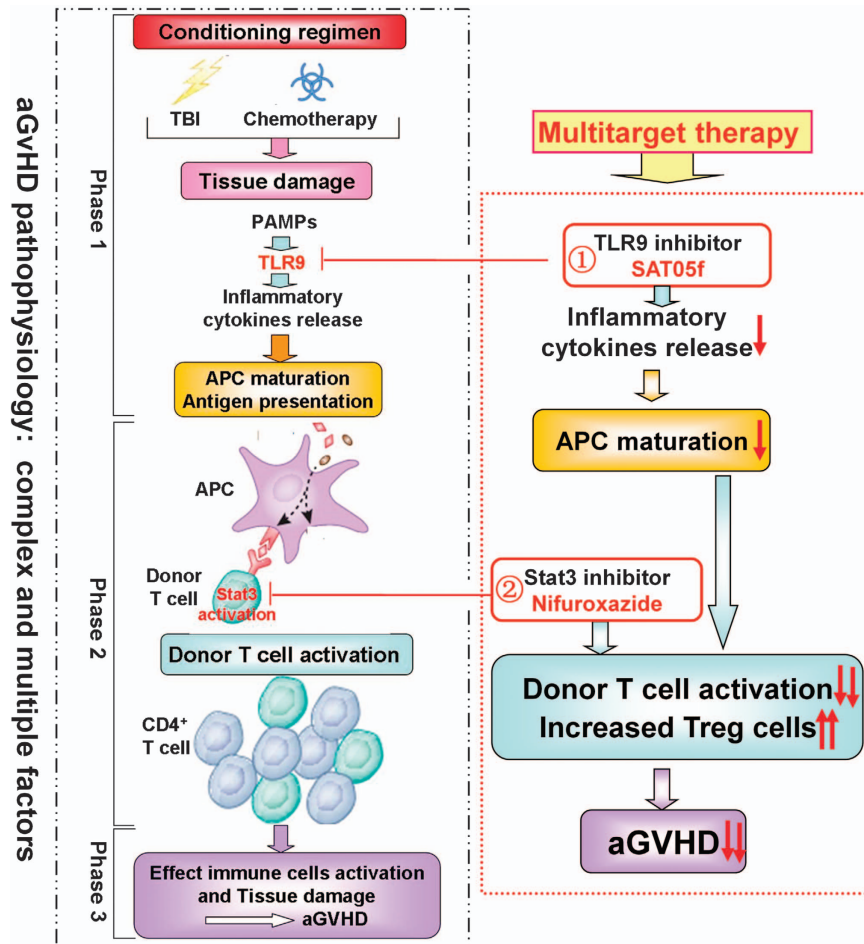 aGvHD pathophysiology: complex and multiple factors
Phase 1
Conditioning regimen
TBI
Chemotherapy
Tissue damage
PAMPs
TLR9
Inflammatory
cytokines release
APC maturation
Antigen presentation
Phase 2
APC
Donor
T cell
Stat3
activation
Donor T cell activation
CD4⁺
T cell
Phase 3
Effect immune cells activation
and Tissue damage
aGVHD
Multitarget therapy
① TLR9 inhibitor
SAT05f
Inflammatory
cytokines release
APC maturation
② Stat3 inhibitor
Nifuroxazide
Donor T cell activation
Increased Treg cells
aGVHD